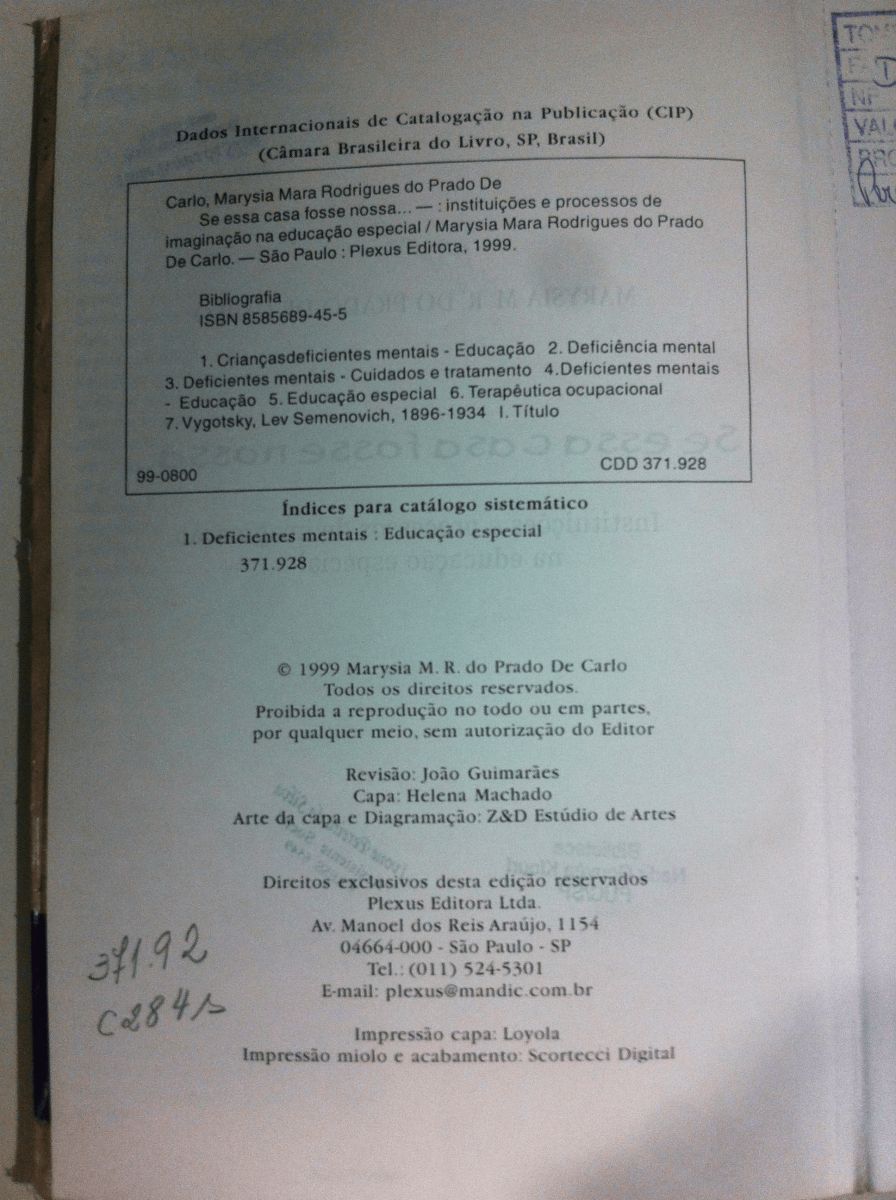 Dados Internacionais de Catalogação na Publicação (CIP)
(Câmara Brasileira do Livro, SP, Brasil)
Carlo, Marysia Mara Rodrigues do Prado De
Se essa casa fosse nossa... — : instituições e processos de
imaginação na educação especial / Marysia Mara Rodrigues do Prado
De Carlo. — São Paulo : Plexus Editora, 1999.
Bibliografia
ISBN 8585689-45-5
1. Criançasdeficientes mentais - Educação 2. Deficiência mental
3. Deficientes mentais - Cuidados e tratamento 4.Deficientes mentais
- Educação 5. Educação especial 6. Terapêutica ocupacional
7. Vygotsky, Lev Semenovich, 1896-1934 I. Título
99-0800 CDD 371.928
Índices para catálogo sistemático
1. Deficientes mentais : Educação especial
371.928
© 1999 Marysia M. R. do Prado De Carlo
Todos os direitos reservados.
Proibida a reprodução no todo ou em partes,
por qualquer meio, sem autorização do Editor
Revisão: João Guimarães
Capa: Helena Machado
Arte da capa e Diagramação: Z&D Estúdio de Artes
Direitos exclusivos desta edição reservados
Plexus Editora Ltda.
Av. Manoel dos Reis Araújo, 1154
04664-000 - São Paulo - SP
Tel.: (011) 524-5301
E-mail: plexus@mandic.com.br
Impressão capa: Loyola
Impressão miolo e acabamento: Scortecci Digital
371.92
C284s